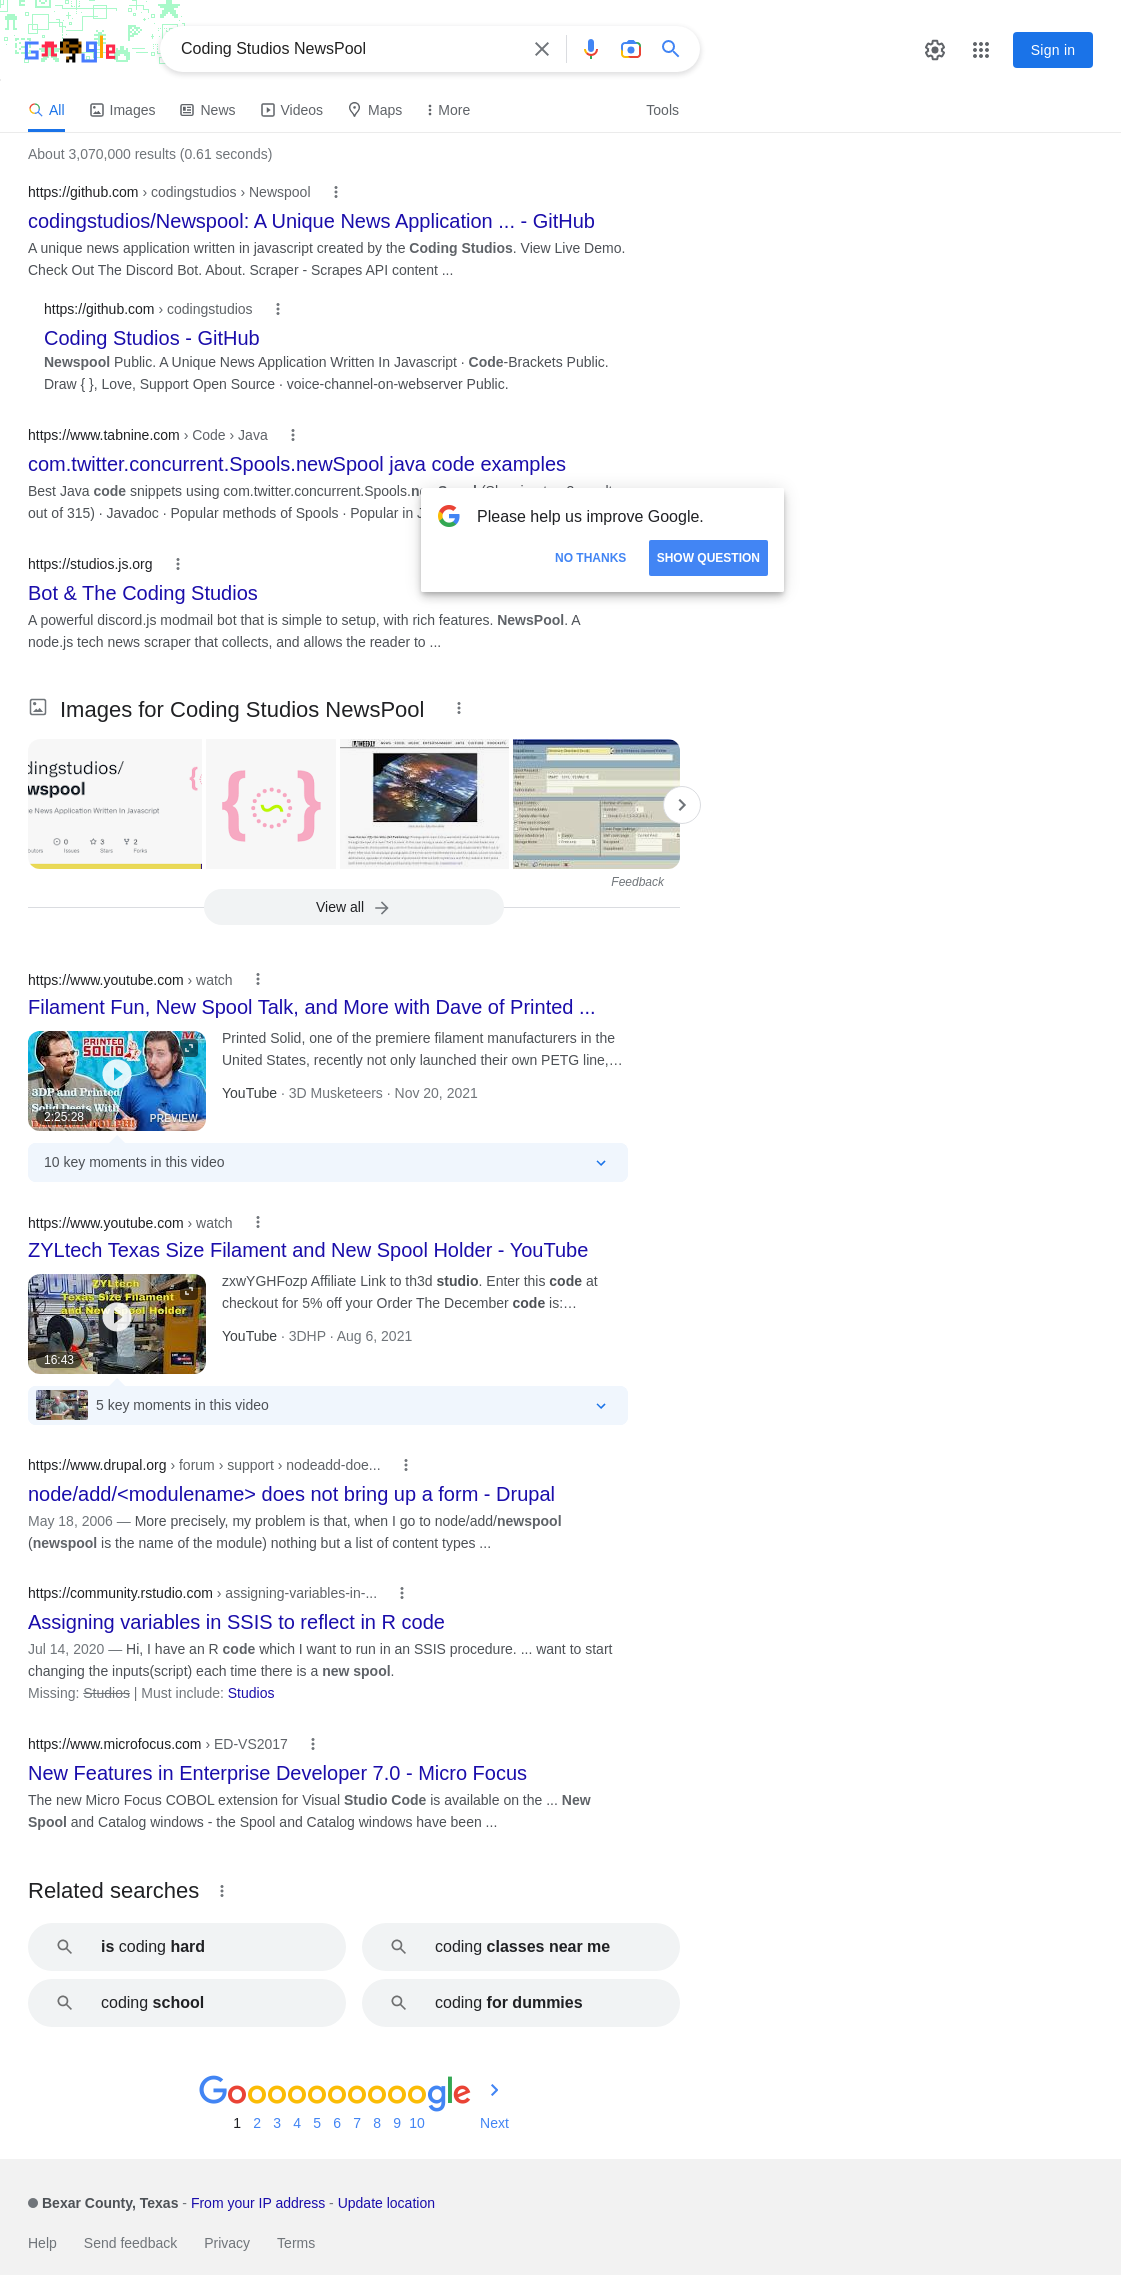 Google
Coding Studios NewsPool
Sign in
All Images News Videos Maps More Tools
About 3,070,000 results (0.61 seconds)
https://github.com › codingstudios › Newspool
codingstudios/Newspool: A Unique News Application ... - GitHub
A unique news application written in javascript created by the Coding Studios. View Live Demo.
Check Out The Discord Bot. About. Scraper - Scrapes API content ...
https://github.com › codingstudios
Coding Studios - GitHub
Newspool Public. A Unique News Application Written In Javascript · Code-Brackets Public.
Draw { }, Love, Support Open Source · voice-channel-on-webserver Public.
https://www.tabnine.com › Code › Java
com.twitter.concurrent.Spools.newSpool java code examples
Best Java code snippets using com.twitter.concurrent.Spools.
out of 315) · Javadoc · Popular methods of Spools · Popular in
Please help us improve Google.
NO THANKS SHOW QUESTION
https://studios.js.org
Bot & The Coding Studios
A powerful discord.js modmail bot that is simple to setup, with rich features. NewsPool. A
node.js tech news scraper that collects, and allows the reader to ...
Images for Coding Studios NewsPool
dingstudios/
wspool
e News Application Written In Javascript
0 3 2
Issues Stars Forks
Feedback
View all
https://www.youtube.com › watch
Filament Fun, New Spool Talk, and More with Dave of Printed ...
PRINTED SOLID
3DP and Printed
Solid Deets With
2:25:28
PREVIEW
Printed Solid, one of the premiere filament manufacturers in the
United States, recently not only launched their own PETG line,...
YouTube · 3D Musketeers · Nov 20, 2021
10 key moments in this video
https://www.youtube.com › watch
ZYLtech Texas Size Filament and New Spool Holder - YouTube
ZYLtech
Texas Size Filament
and New Spool Holder
16:43
zxwYGHFozp Affiliate Link to th3d studio. Enter this code at
checkout for 5% off your Order The December code is:...
YouTube · 3DHP · Aug 6, 2021
5 key moments in this video
https://www.drupal.org › forum › support › nodeadd-doe...
node/add/<modulename> does not bring up a form - Drupal
May 18, 2006 — More precisely, my problem is that, when I go to node/add/newspool
(newspool is the name of the module) nothing but a list of content types ...
https://community.rstudio.com › assigning-variables-in-...
Assigning variables in SSIS to reflect in R code
Jul 14, 2020 — Hi, I have an R code which I want to run in an SSIS procedure. ... want to start
changing the inputs(script) each time there is a new spool.
Missing: Studios | Must include: Studios
https://www.microfocus.com › ED-VS2017
New Features in Enterprise Developer 7.0 - Micro Focus
The new Micro Focus COBOL extension for Visual Studio Code is available on the ... New
Spool and Catalog windows - the Spool and Catalog windows have been ...
Related searches
is coding hard
coding classes near me
coding school
coding for dummies
Goooooooooogle
1 2 3 4 5 6 7 8 9 10 Next
Bexar County, Texas - From your IP address - Update location
Help Send feedback Privacy Terms